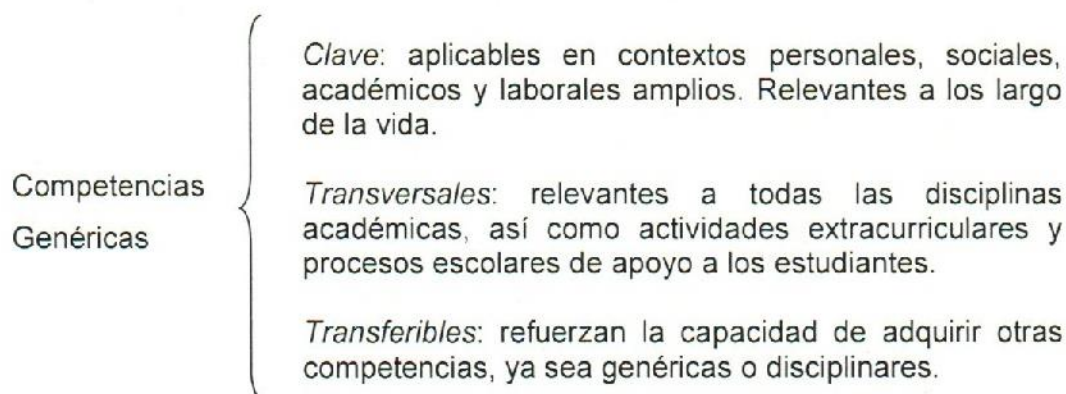 Competencias
Genéricas
Clave: aplicables en contextos personales, sociales,
académicos y laborales amplios. Relevantes a los largo
de la vida.
Transversales: relevantes a todas las disciplinas
académicas, así como actividades extracurriculares y
procesos escolares de apoyo a los estudiantes.
Transferibles: refuerzan la capacidad de adquirir otras
competencias, ya sea genéricas o disciplinares.